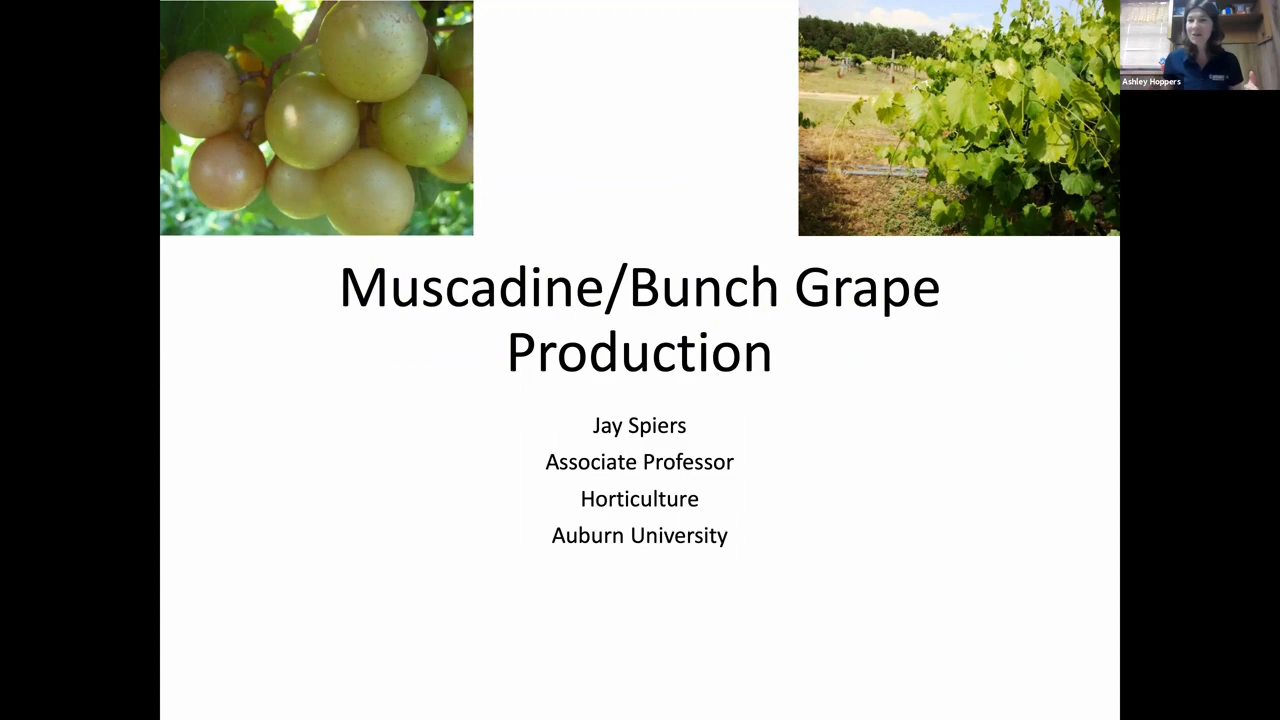 Ashley Hoppers
Muscadine/Bunch Grape
Production
Jay Spiers
Associate Professor
Horticulture
Auburn University